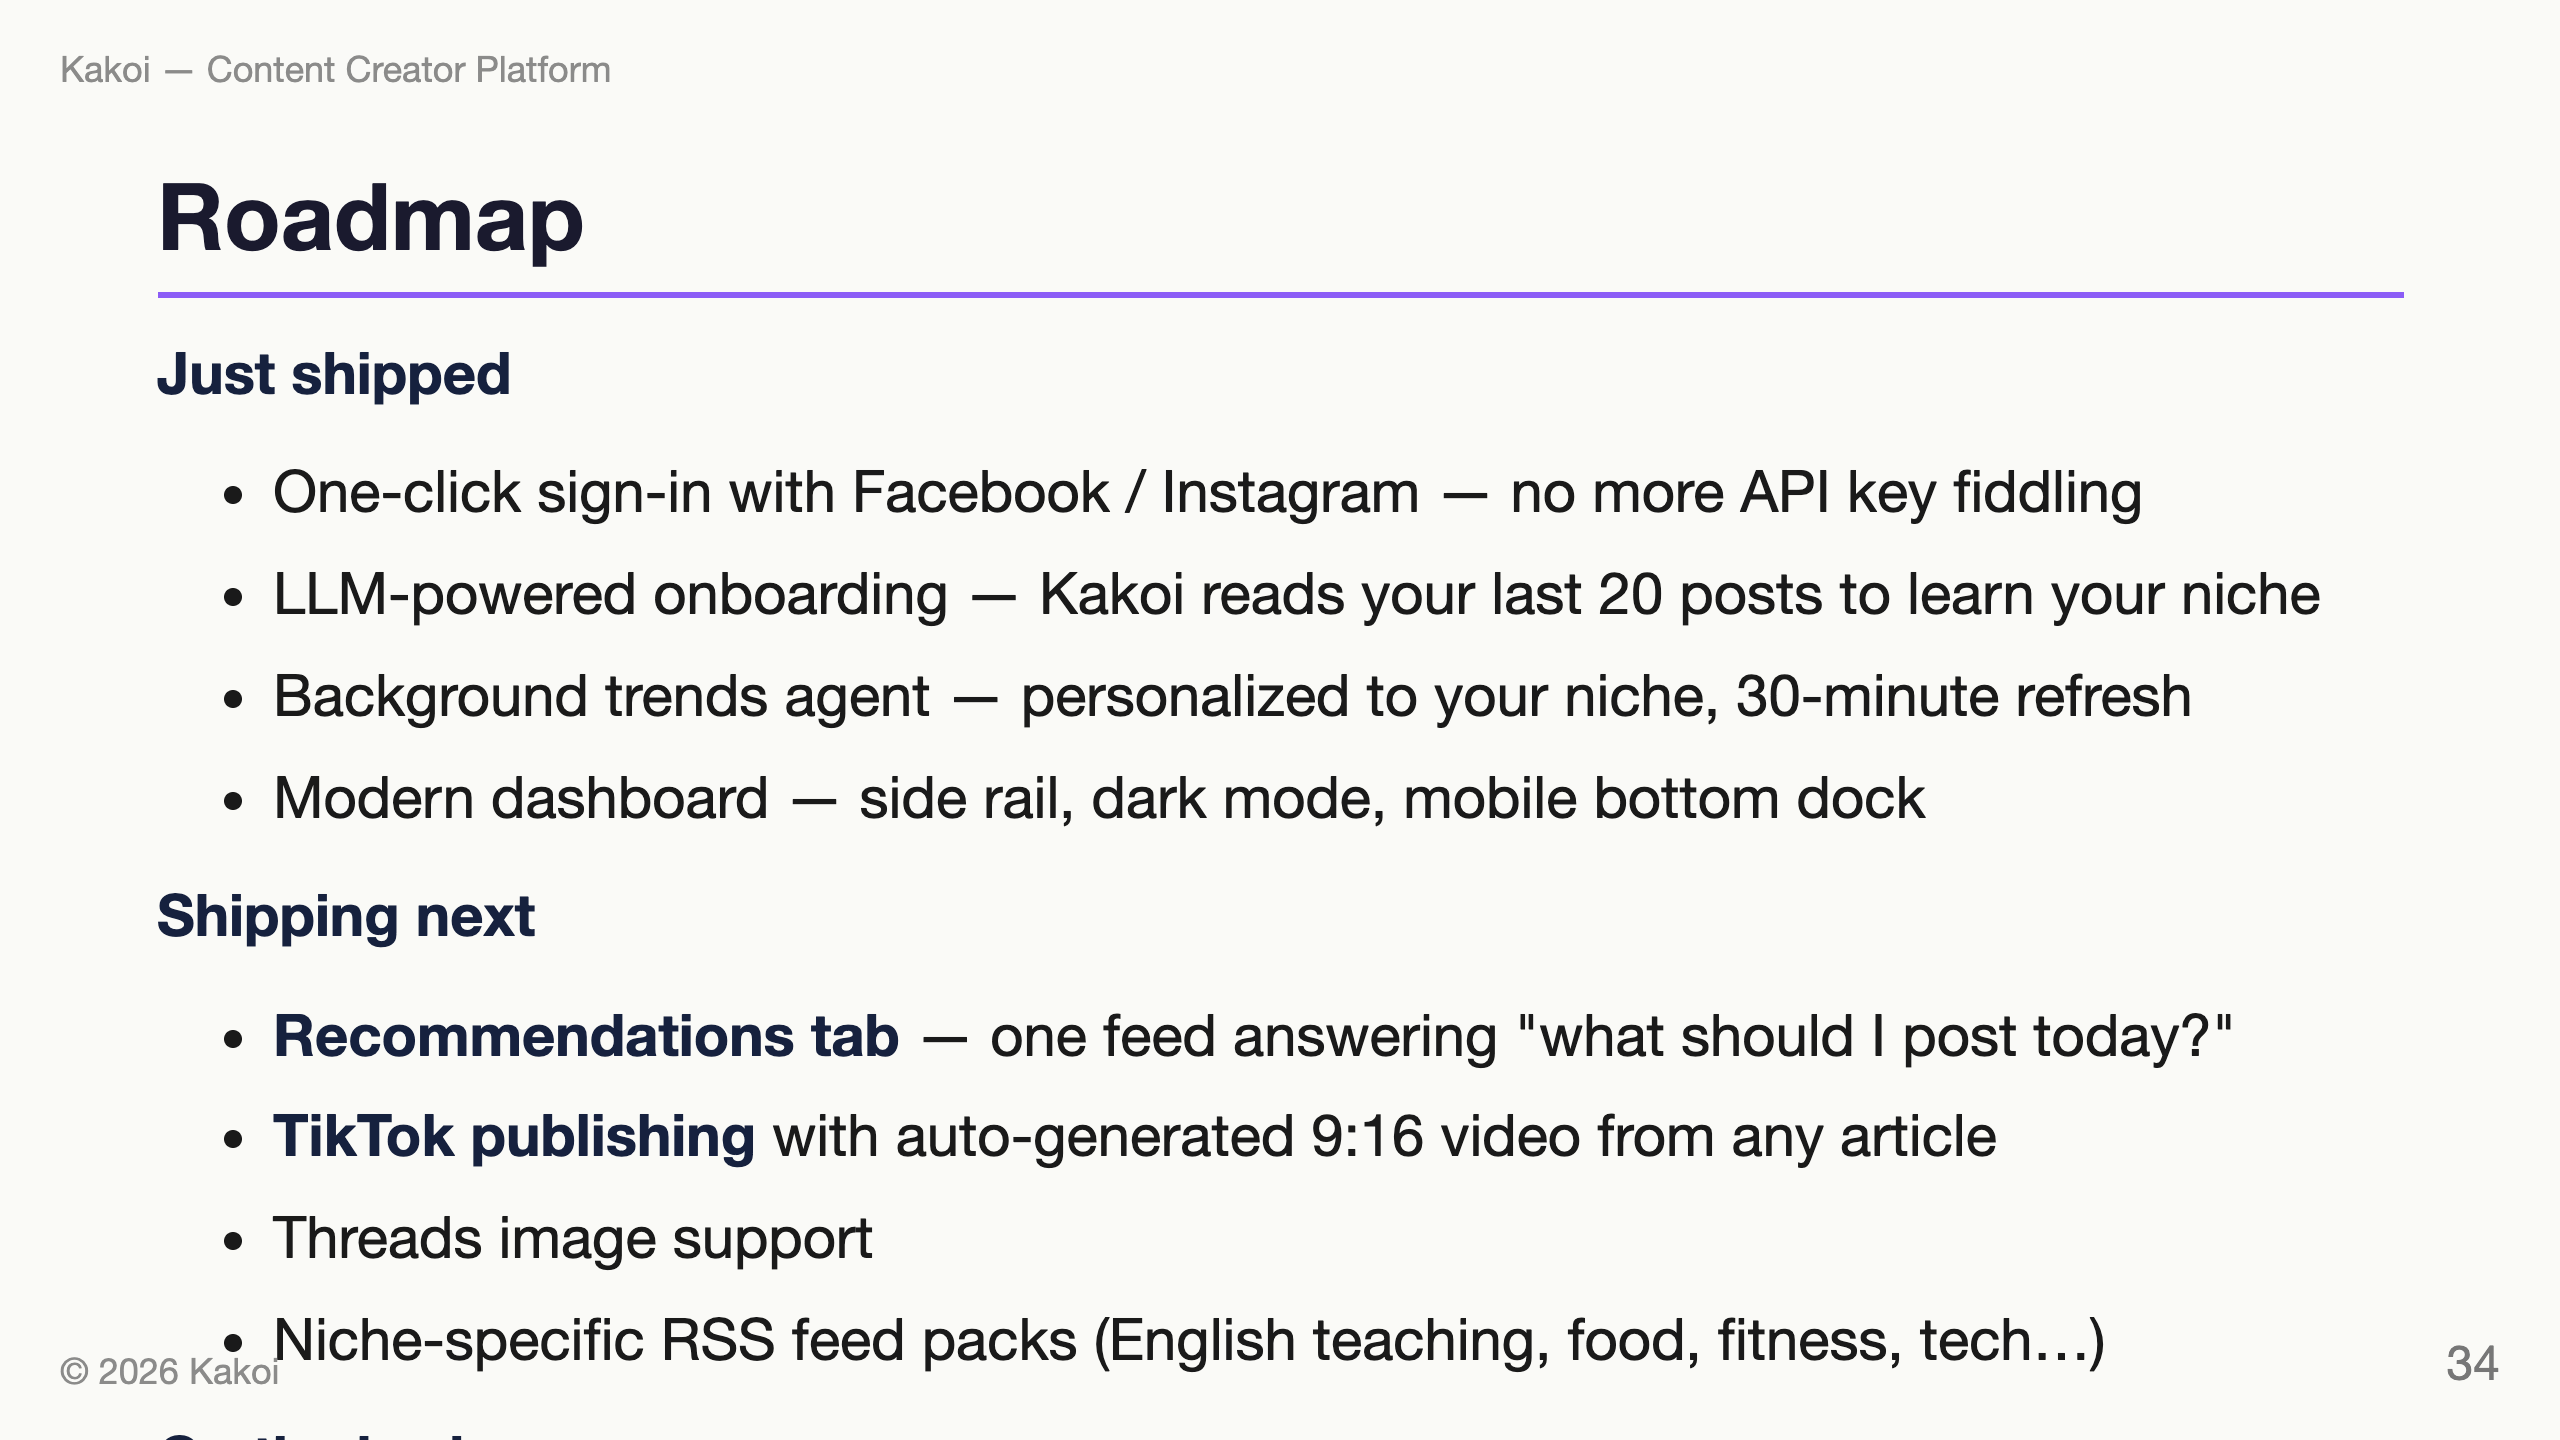 Kakoi — Content Creator Platform
Roadmap
Just shipped
• One-click sign-in with Facebook / Instagram — no more API key fiddling
• LLM-powered onboarding — Kakoi reads your last 20 posts to learn your niche
• Background trends agent — personalized to your niche, 30-minute refresh
• Modern dashboard — side rail, dark mode, mobile bottom dock
Shipping next
• Recommendations tab — one feed answering "what should I post today?"
• TikTok publishing with auto-generated 9:16 video from any article
• Threads image support
• Niche-specific RSS feed packs (English teaching, food, fitness, tech…)
© 2026 Kakoi
34